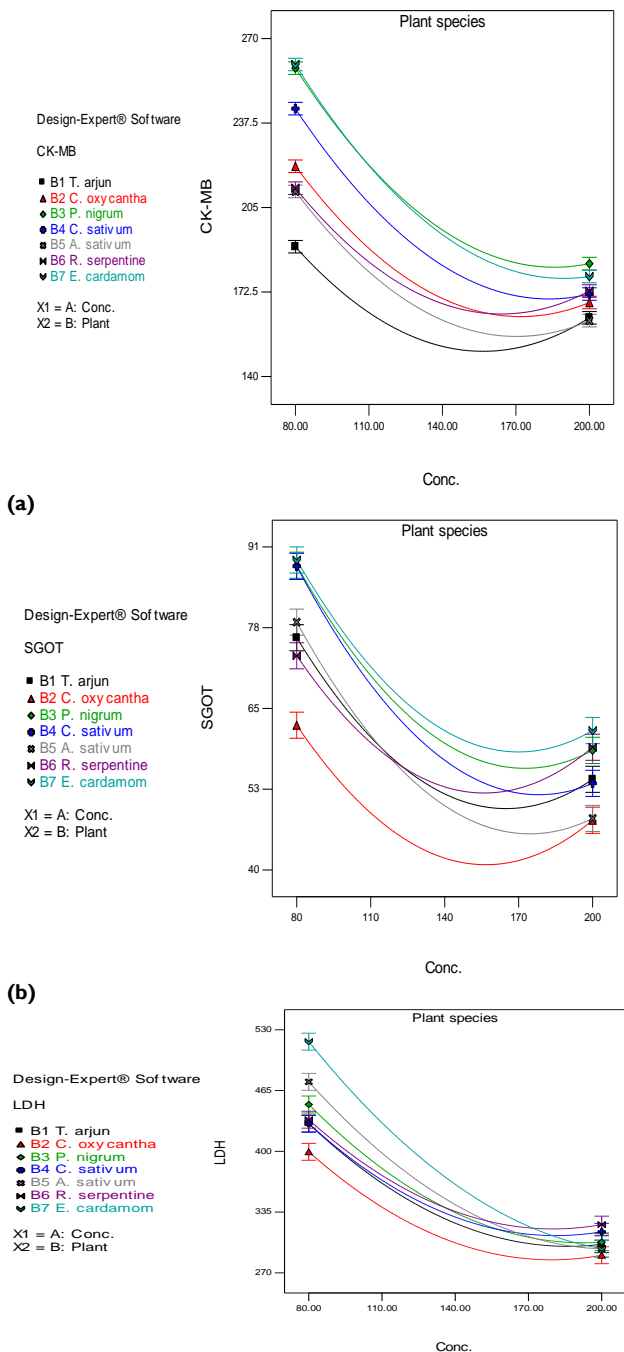 Plant species
270
237.5
205
172.5
140
CK-MB
80.00 110.00 140.00 170.00 200.00
Conc.
Design-Expert® Software
CK-MB
B1 T. arjun
B2 C. oxycantha
B3 P. nigrum
B4 C. sativum
B5 A. sativum
B6 R. serpentine
B7 E. cardamom
X1 = A: Conc.
X2 = B: Plant
(a)
Plant species
91
78
65
53
40
SGOT
80 110 140 170 200
Conc.
Design-Expert® Software
SGOT
B1 T. arjun
B2 C. oxycantha
B3 P. nigrum
B4 C. sativum
B5 A. sativum
B6 R. serpentine
B7 E. cardamom
X1 = A: Conc.
X2 = B: Plant
(b)
Plant species
530
465
400
335
270
LDH
80.00 110.00 140.00 170.00 200.00
Conc.
Design-Expert® Software
LDH
B1 T. arjun
B2 C. oxycantha
B3 P. nigrum
B4 C. sativum
B5 A. sativum
B6 R. serpentine
B7 E. cardamom
X1 = A: Conc.
X2 = B: Plant